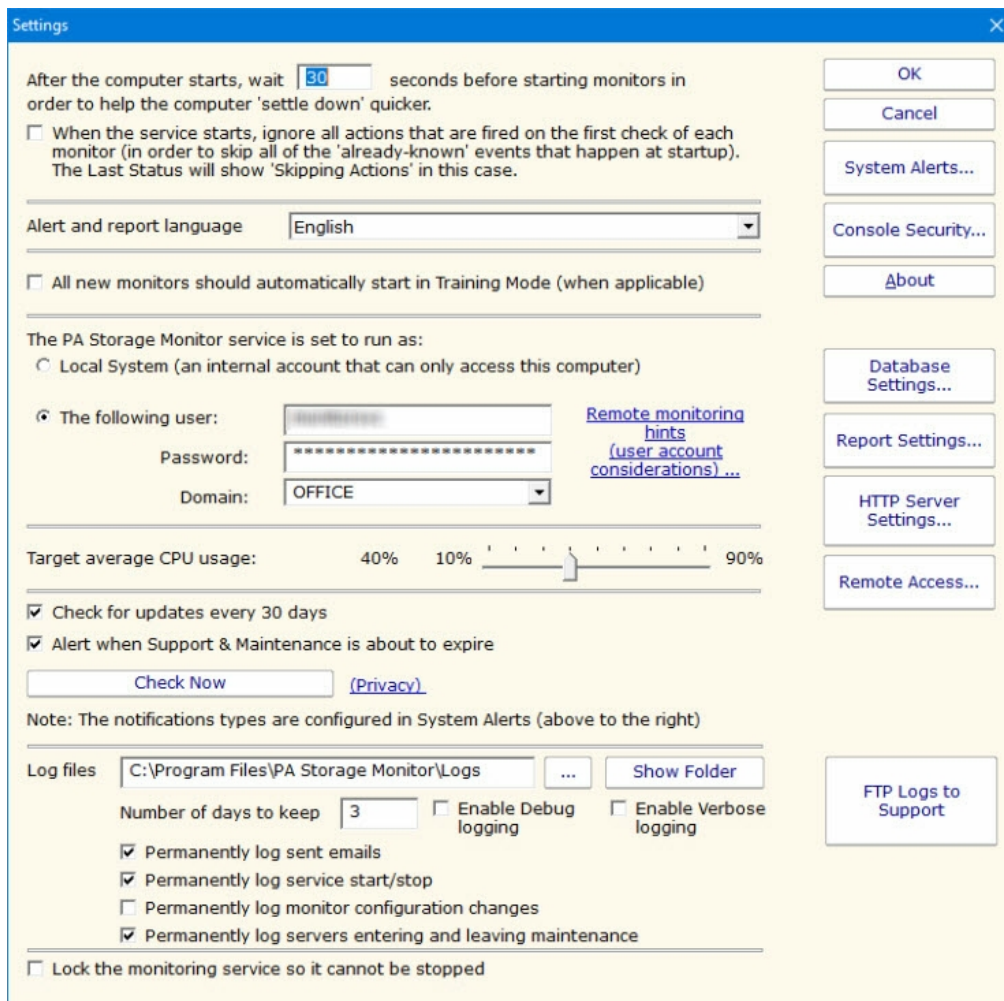 Settings
After the computer starts, wait 30 seconds before starting monitors in
order to help the computer 'settle down' quicker.
When the service starts, ignore all actions that are fired on the first check of each
monitor (in order to skip all of the 'already-known' events that happen at startup).
The Last Status will show 'Skipping Actions' in this case.
Alert and report language English
All new monitors should automatically start in Training Mode (when applicable)
The PA Storage Monitor service is set to run as:
Local System (an internal account that can only access this computer)
The following user:
Password: ***********************
Domain: OFFICE
Remote monitoring
hints
(user account
considerations) ...
Target average CPU usage: 40% 10% 90%
Check for updates every 30 days
Alert when Support & Maintenance is about to expire
Check Now (Privacy)
Note: The notifications types are configured in System Alerts (above to the right)
Log files C:\Program Files\PA Storage Monitor\Logs ... Show Folder
Number of days to keep 3
Enable Debug
logging
Enable Verbose
logging
Permanently log sent emails
Permanently log service start/stop
Permanently log monitor configuration changes
Permanently log servers entering and leaving maintenance
Lock the monitoring service so it cannot be stopped
OK
Cancel
System Alerts...
Console Security...
About
Database
Settings...
Report Settings...
HTTP Server
Settings...
Remote Access...
FTP Logs to
Support